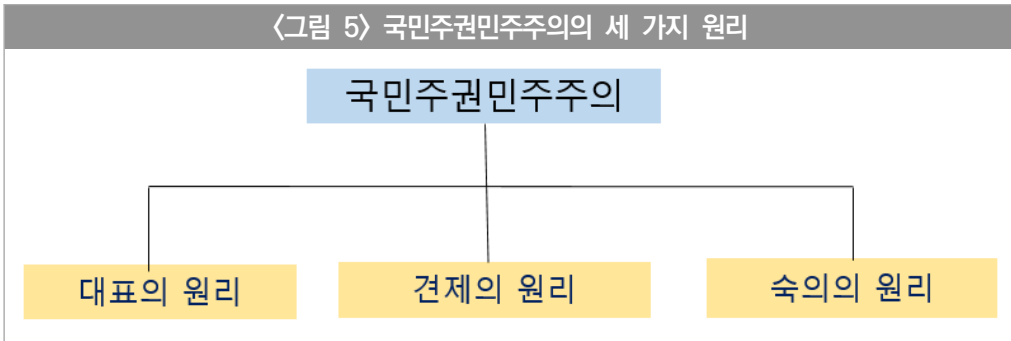 〈그림 5〉 국민주권민주주의의 세 가지 원리
국민주권민주주의
대표의 원리
견제의 원리
숙의의 원리